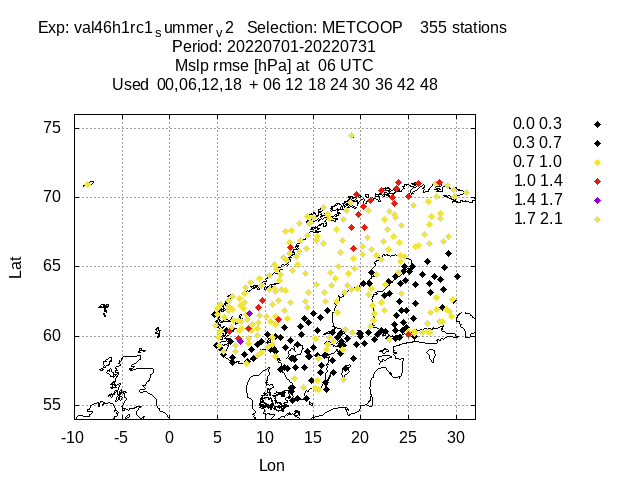 Exp: val46h1rc1summerv2 Selection: METCOOP 355 stations
Period: 20220701-20220731
Mslp rmse [hPa] at 06 UTC
Used 00,06,12,18 + 06 12 18 24 30 36 42 48
0.0 0.3
0.3 0.7
0.7 1.0
1.0 1.4
1.4 1.7
1.7 2.1
75
70
65
60
55
Lat
-10 -5 0 5 10 15 20 25 30
Lon